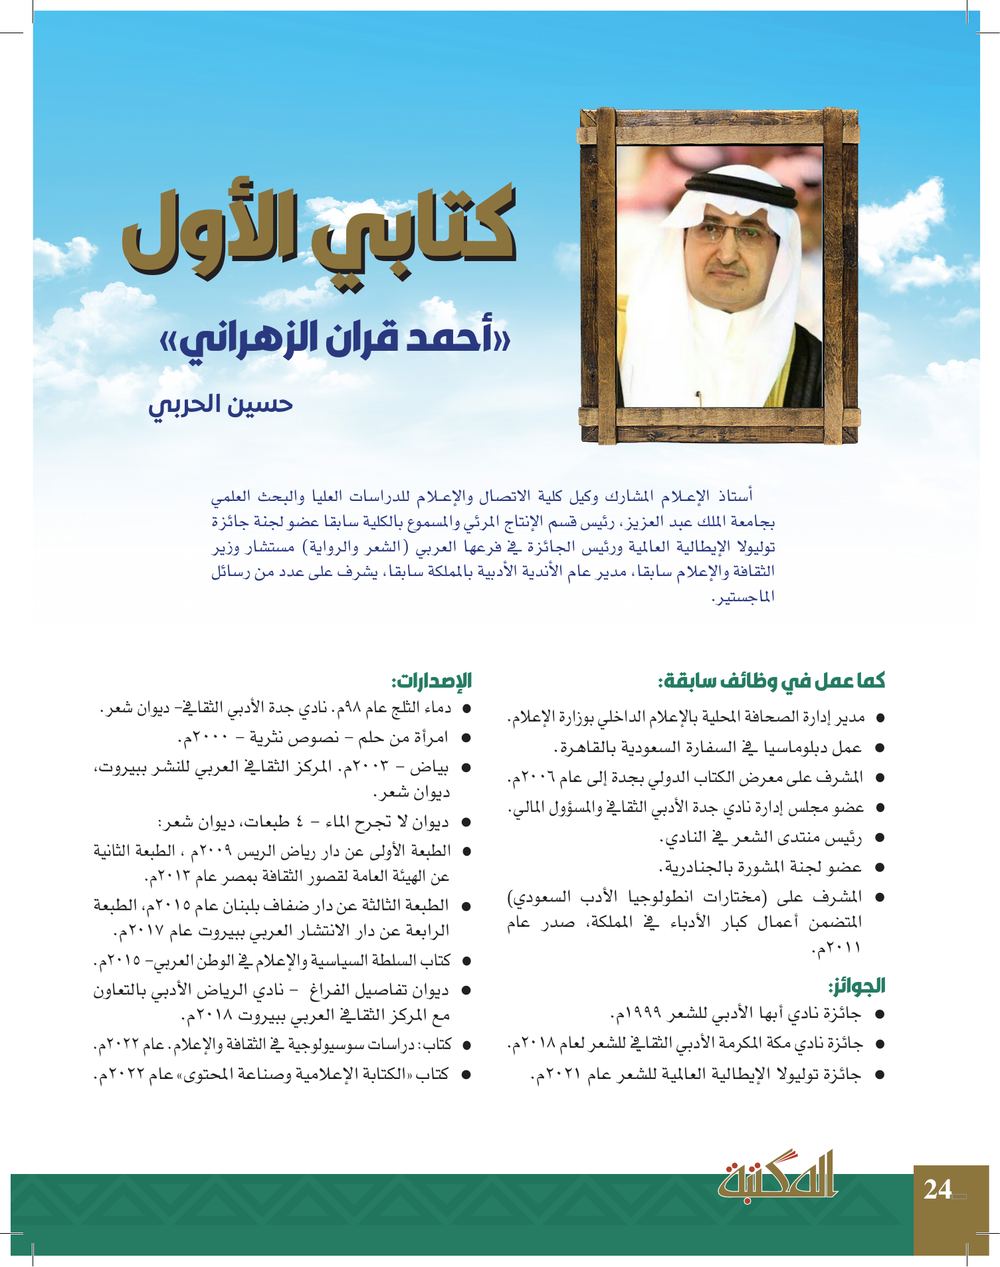 كتابي الأول
«أحمد قران الزهراني»
حسين الحربي
أستاذ الإعلام المشارك وكيل كلية الاتصال والإعلام للدراسات العليا والبحث العلمي
بجامعة الملك عبد العزيز، رئيس قسم الإنتاج المرئي والمسموع بالكلية سابقا عضو لجنة جائزة
توليولا الإيطالية العالمية ورئيس الجائزة في فرعها العربي (الشعر والرواية) مستشار وزير
الثقافة والإعلام سابقا، مدير عام الأندية الأدبية بالمملكة سابقا، يشرف على عدد من رسائل
الماجستير.
كما عمل في وظائف سابقة:
● مدير إدارة الصحافة المحلية بالإعلام الداخلي بوزارة الإعلام.
● عمل دبلوماسيا في السفارة السعودية بالقاهرة.
● المشرف على معرض الكتاب الدولي بجدة إلى عام ٢٠٠٦م.
● عضو مجلس إدارة نادي جدة الأدبي الثقافي والمسؤول المالي.
● رئيس منتدى الشعر في النادي.
● عضو لجنة المشورة بالجنادرية.
● المشرف على (مختارات انطولوجيا الأدب السعودي)
المتضمن أعمال كبار الأدباء في المملكة، صدر عام
٢٠١١م.
الجوائز:
● جائزة نادي أبها الأدبي للشعر ١٩٩٩م.
● جائزة نادي مكة المكرمة الأدبي الثقافي للشعر لعام ٢٠١٨م.
● جائزة توليولا الإيطالية العالمية للشعر عام ٢٠٢١م.
الإصدارات:
● دماء الثلج عام ٩٨م. نادي جدة الأدبي الثقافي- ديوان شعر.
● امرأة من حلم – نصوص نثرية – ٢٠٠٠م.
● بياض – ٢٠٠٣م. المركز الثقافي العربي للنشر ببيروت،
ديوان شعر.
● ديوان لا تجرح الماء – ٤ طبعات، ديوان شعر:
● الطبعة الأولى عن دار رياض الريس ٢٠٠٩م ، الطبعة الثانية
عن الهيئة العامة لقصور الثقافة بمصر عام ٢٠١٣م.
● الطبعة الثالثة عن دار ضفاف بلبنان عام ٢٠١٥م، الطبعة
الرابعة عن دار الانتشار العربي ببيروت عام ٢٠١٧م.
● كتاب السلطة السياسية والإعلام في الوطن العربي- ٢٠١٥م.
● ديوان تفاصيل الفراغ – نادي الرياض الأدبي بالتعاون
مع المركز الثقافي العربي ببيروت ٢٠١٨م.
● كتاب: دراسات سوسيولوجية في الثقافة والإعلام. عام ٢٠٢٢م.
● كتاب «الكتابة الإعلامية وصناعة المحتوى» عام ٢٠٢٢م.
المكتبة
24